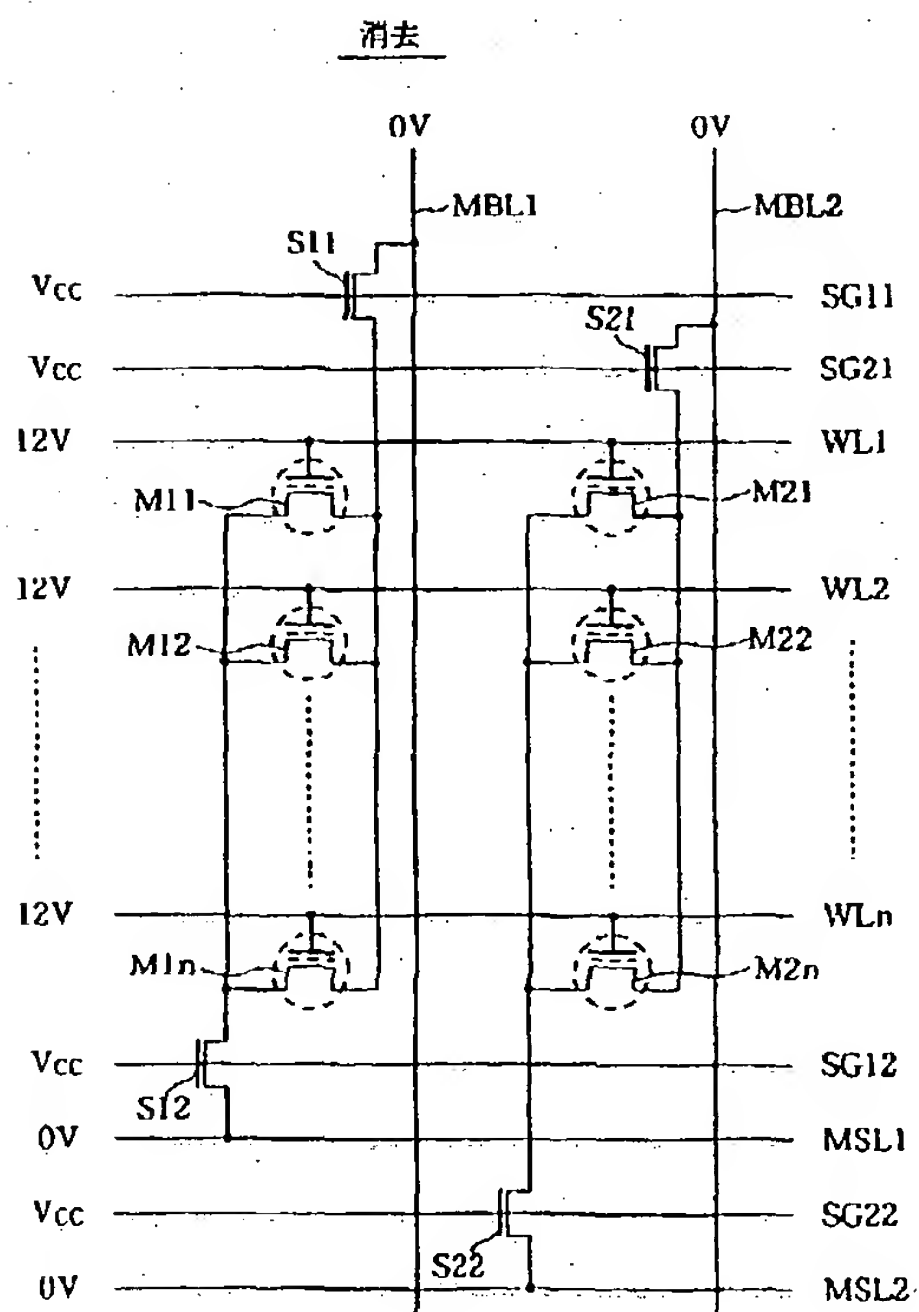 消去
0V 0V
MBL1 MBL2
S11
VCC SG11
S21
VCC SG21
12V WL1
M11 M21
12V WL2
M12 M22
12V WLn
M1n M2n
VCC SG12
S12
0V MSL1
VCC SG22
S22
0V MSL2